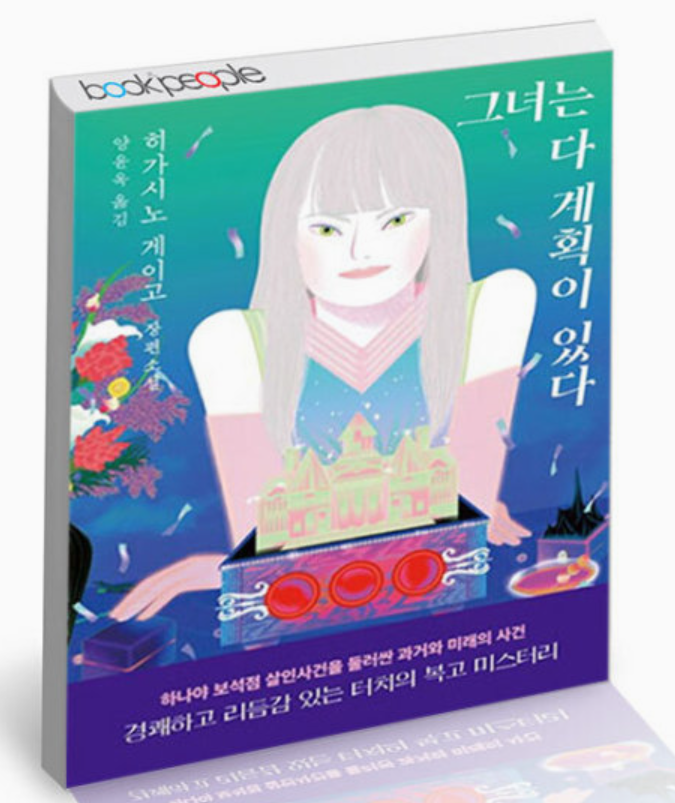 book people
그녀는
다 계획이 있다
허가시노 게이고 장편소설
양윤옥 옮김
하나야 보석점 살인사건을 둘러싼 과거와 미래의 사건
경쾌하고 리듬감 있는 터치의 복고 미스터리